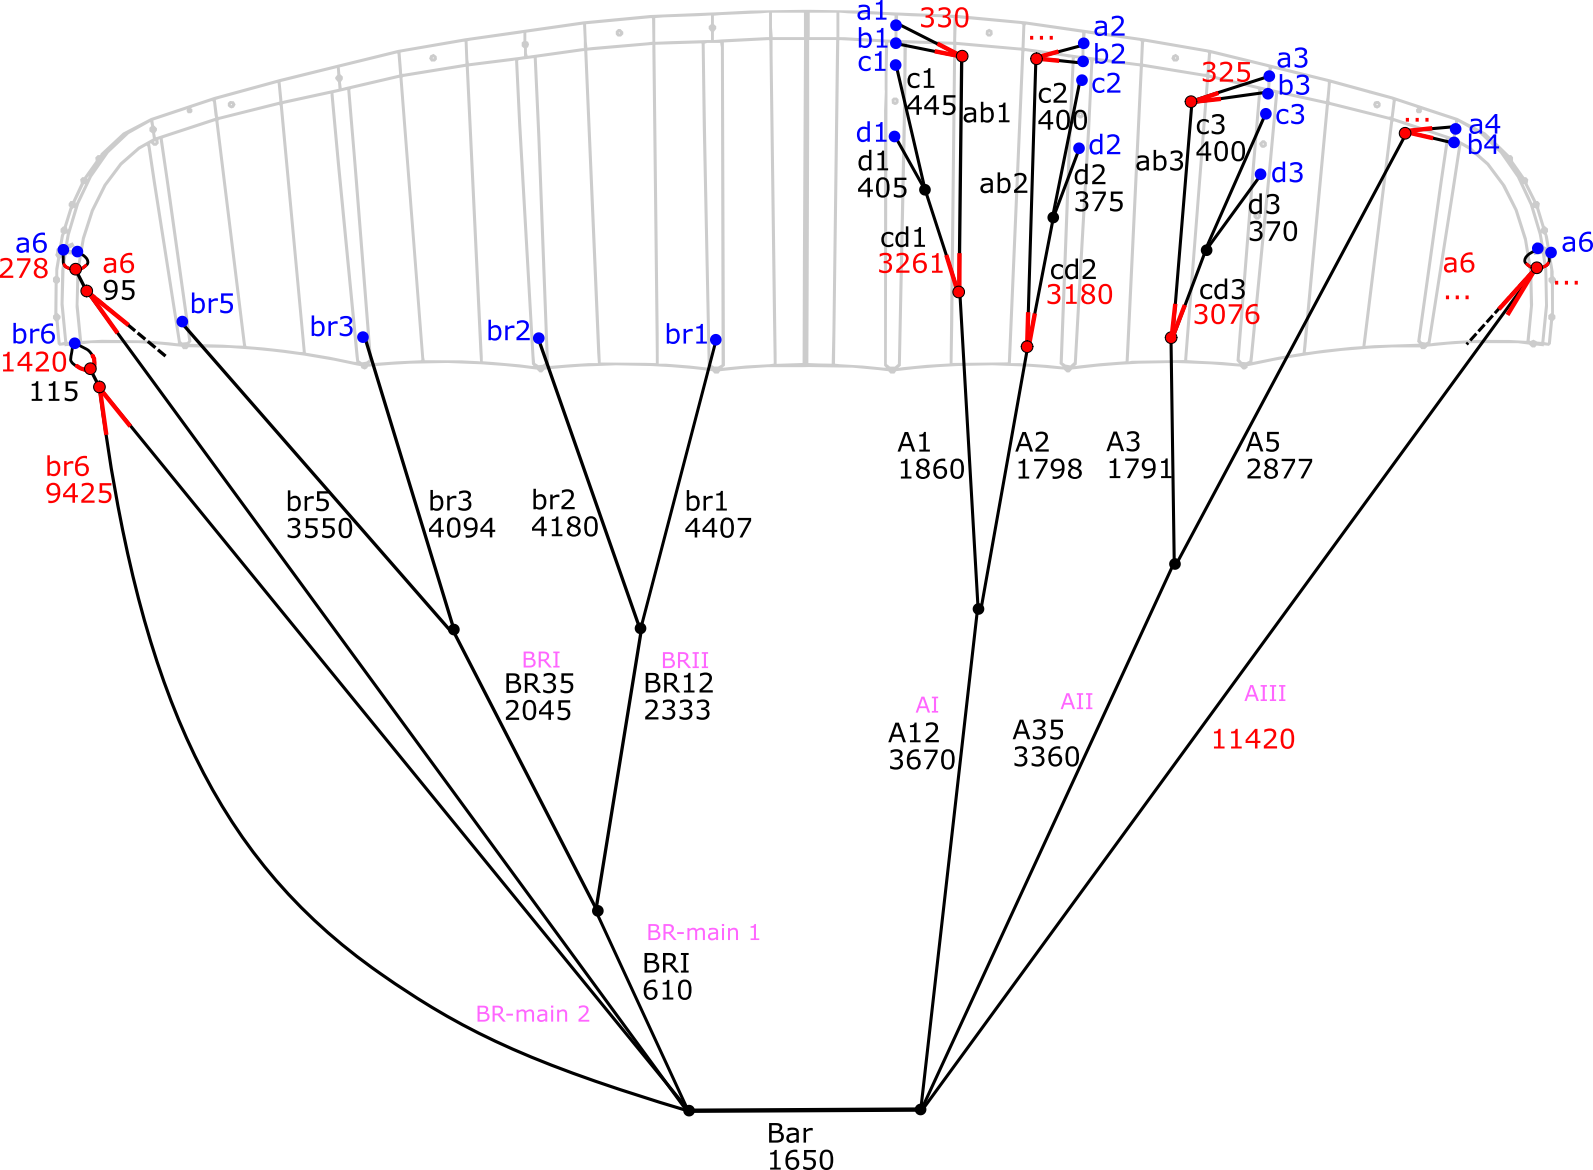 a1
330
b1
c1
c1
445
ab1
d1
d1
405
cd1
3261
...
a2
b2
c2
c2
400
d2
d2
375
ab2
cd2
3180
a3
325
b3
c3
c3
400
ab3
d3
d3
370
cd3
3076
...
a4
b4
a6
278
a6
95
br6
1420
115
br6
9425
br5
br3
br2
br1
a6
a6
...
...
A1
1860
A2
1798
A3
1791
A5
2877
br5
3550
br3
4094
br2
4180
br1
4407
BRI
BR35
2045
BRII
BR12
2333
AI
A12
3670
AII
A35
3360
AIII
11420
BR-main 1
BRI
610
BR-main 2
Bar
1650